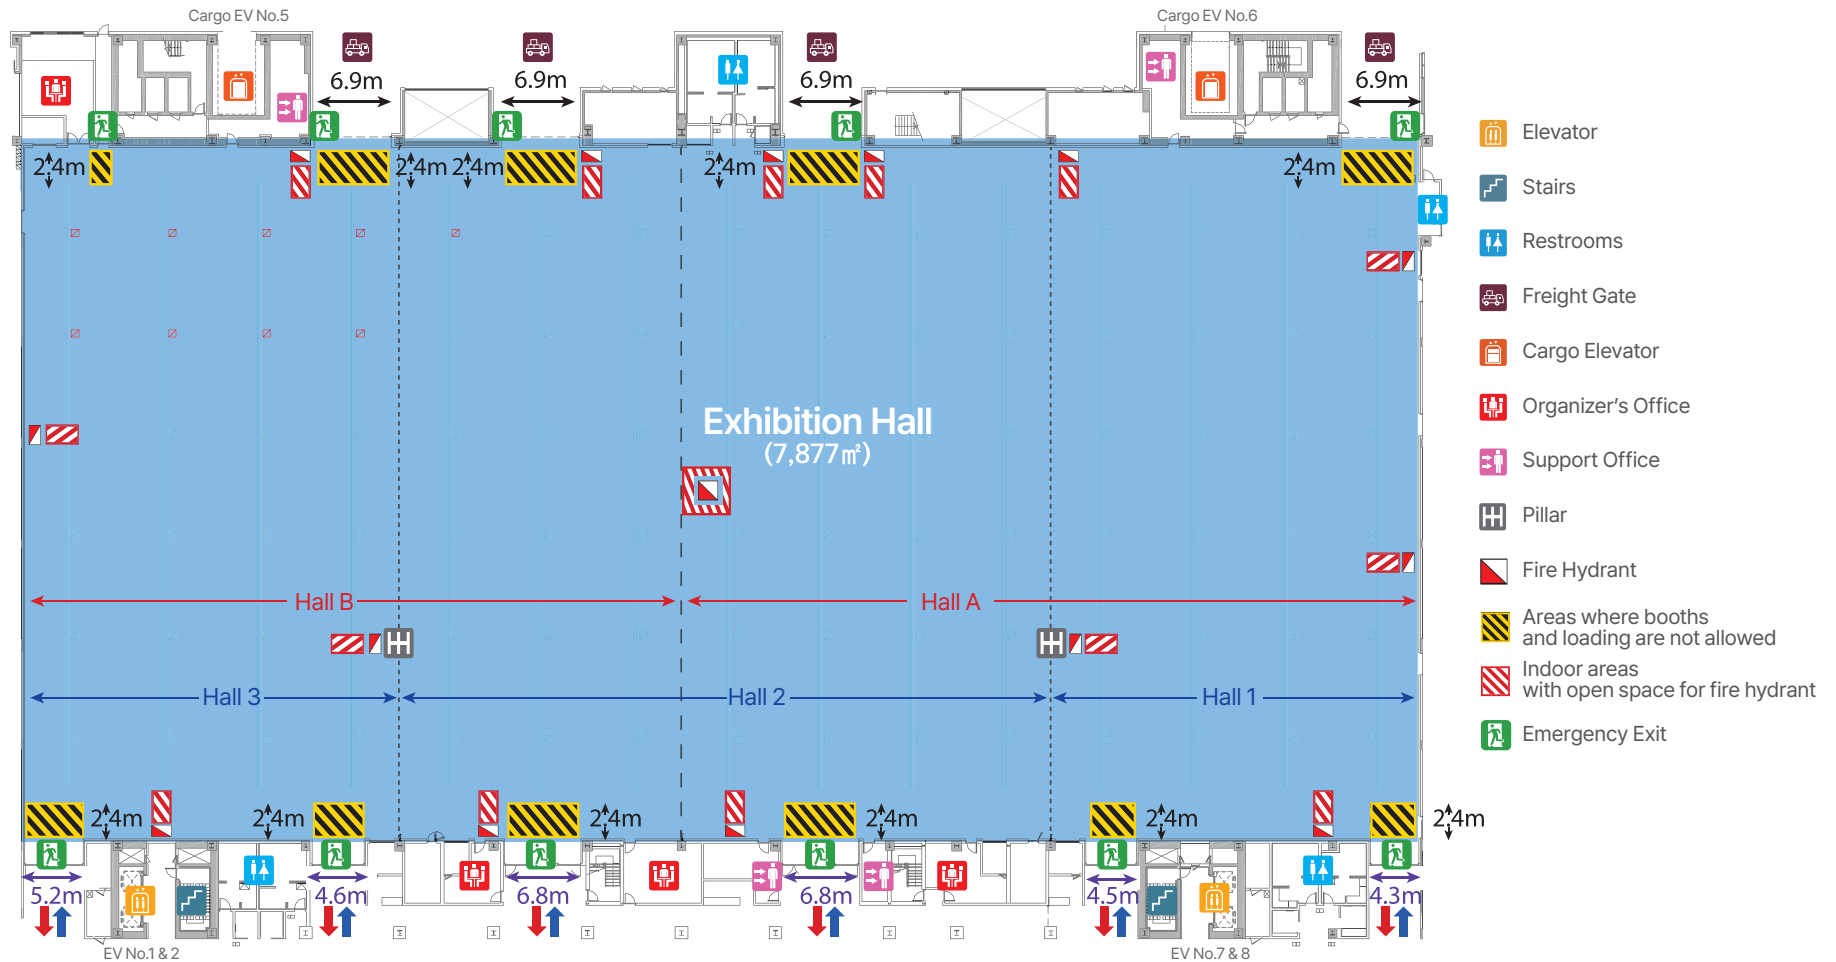 Cargo EV No.5
Cargo EV No.6
6.9m
6.9m
6.9m
6.9m
2.4m
2.4m
2.4m
2.4m
2.4m
Exhibition Hall
(7,877㎡)
Hall B
Hall A
Hall 3
Hall 2
Hall 1
2.4m
2.4m
2.4m
2.4m
2.4m
2.4m
5.2m
4.6m
6.8m
6.8m
4.5m
4.3m
EV No.1 & 2
EV No.7 & 8
Elevator
Stairs
Restrooms
Freight Gate
Cargo Elevator
Organizer's Office
Support Office
Pillar
Fire Hydrant
Areas where booths
and loading are not allowed
Indoor areas
with open space for fire hydrant
Emergency Exit